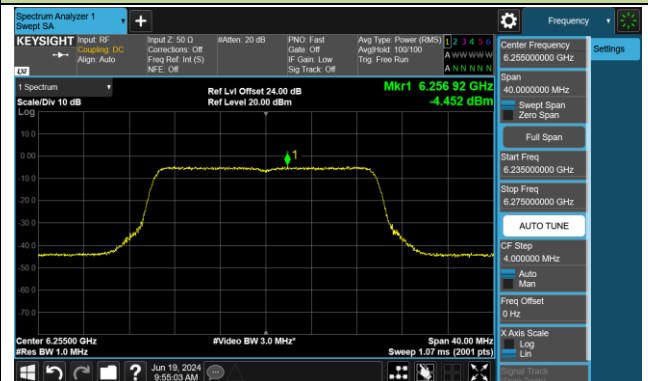 Spectrum Analyzer 1
Swept SA
Frequency
KEYSIGHT
Input: RF
Coupling: DC
Align: Auto
Input Z: 50 Ω
Corrections: Off
Freq Ref: Int (S)
NFE: Off
#Atten: 20 dB
PNO: Fast
Gate: Off
IF Gain: Low
Sig Track: Off
Avg Type: Power (RMS)
Avg|Hold: 100/100
Trig: Free Run
1 2 3 4 5 6
A W W W W W
A N N N N N
LXI
Center Frequency
6.255000000 GHz
Settings
Span
40.0000000 MHz
Swept Span
Zero Span
Full Span
Start Freq
6.235000000 GHz
Stop Freq
6.275000000 GHz
AUTO TUNE
CF Step
4.000000 MHz
Auto
Man
Freq Offset
0 Hz
X Axis Scale
Log
Lin
Signal Track
1 Spectrum
Scale/Div 10 dB
Log
Ref Lvl Offset 24.00 dB
Ref Level 20.00 dBm
Mkr1 6.256 92 GHz
-4.452 dBm
10.0
0.00
-10.0
-20.0
-30.0
-40.0
-50.0
-60.0
-70.0
1
Center 6.25500 GHz
#Res BW 1.0 MHz
#Video BW 3.0 MHz*
Span 40.00 MHz
Sweep 1.07 ms (2001 pts)
?
Jun 19, 2024
9:55:03 AM